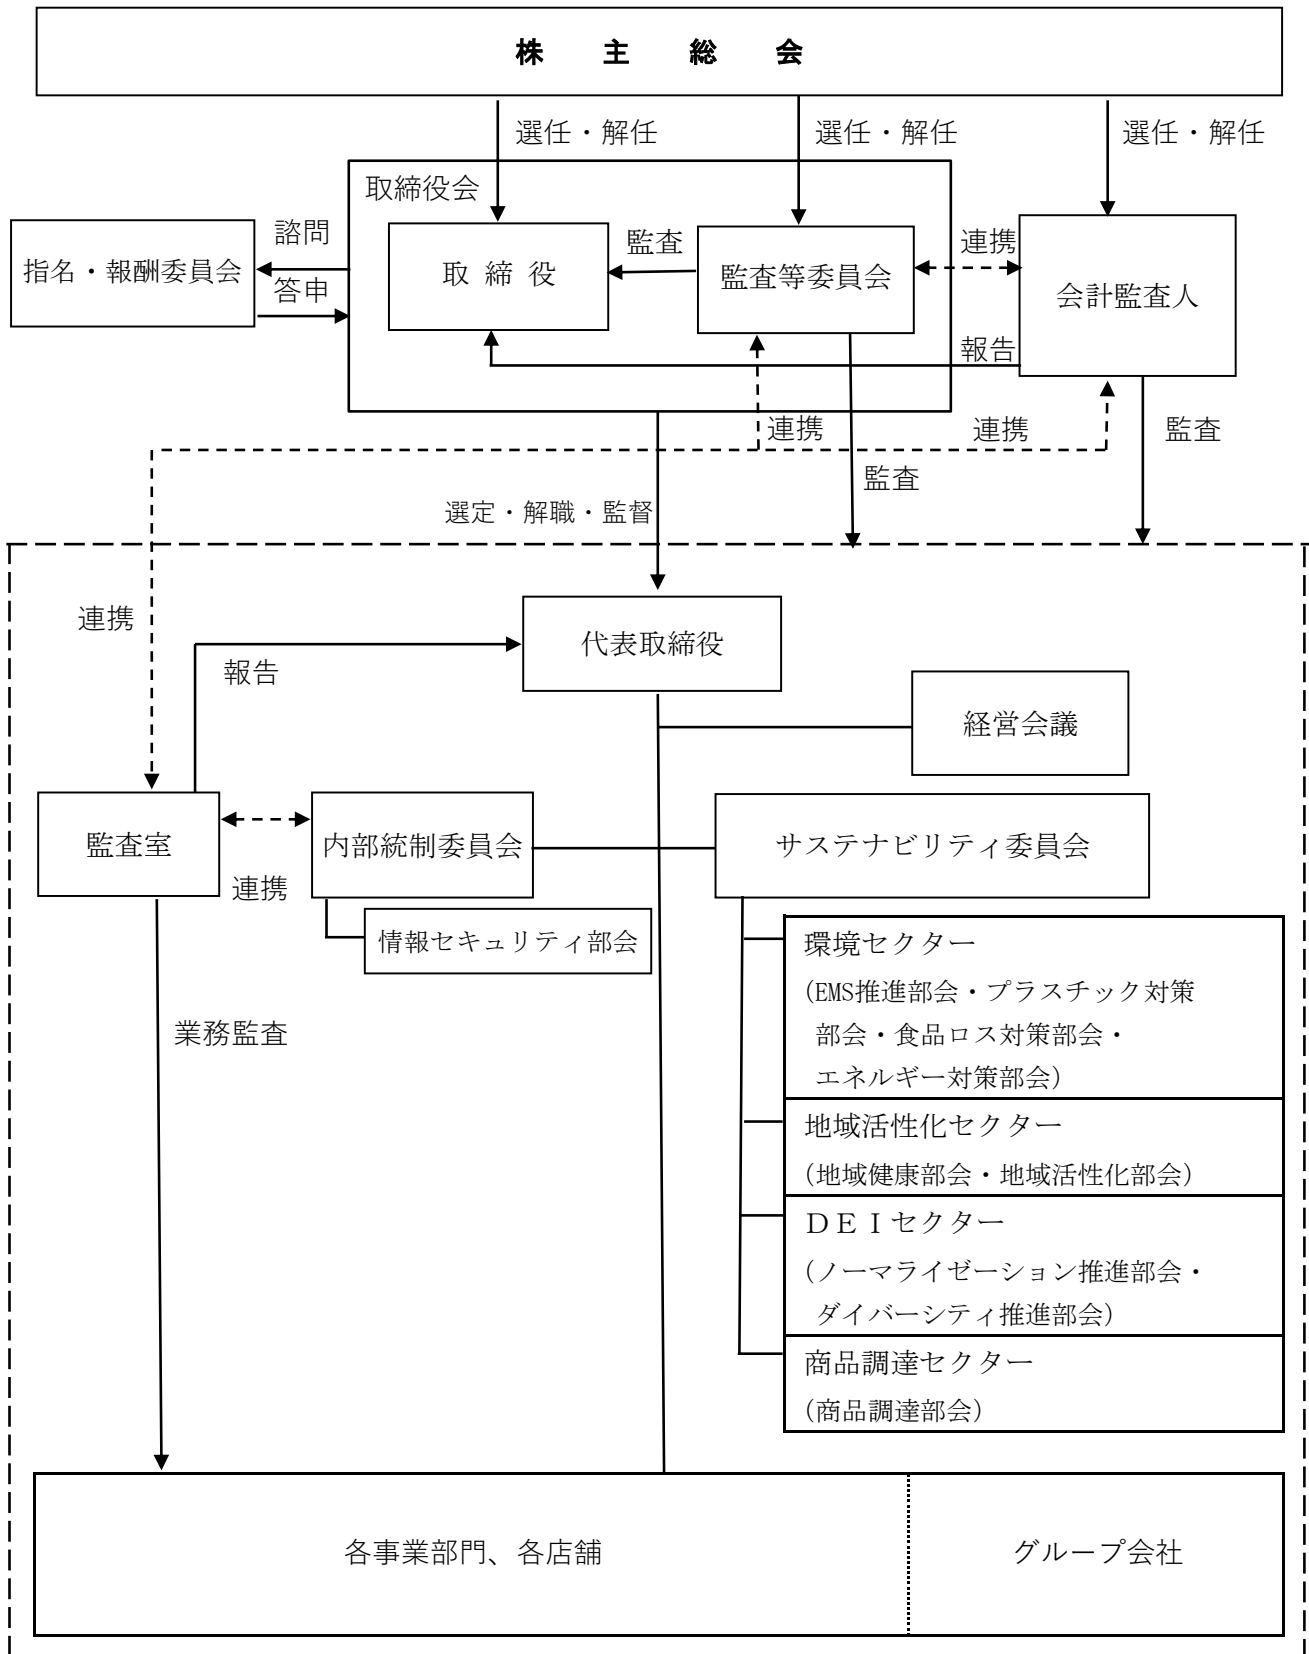 株主総会
選任・解任
選任・解任
選任・解任
取締役会
諮問
指名・報酬委員会
答申
取締役
監査
監査等委員会
連携
会計監査人
報告
連携
連携
監査
監査
選定・解職・監督
連携
代表取締役
報告
経営会議
監査室
内部統制委員会
サステナビリティ委員会
連携
情報セキュリティ部会
環境セクター
(EMS推進部会・プラスチック対策
部会・食品ロス対策部会・
エネルギー対策部会)
業務監査
地域活性化セクター
(地域健康部会・地域活性化部会)
ＤＥＩセクター
(ノーマライゼーション推進部会・
ダイバーシティ推進部会)
商品調達セクター
(商品調達部会)
各事業部門、各店舗
グループ会社